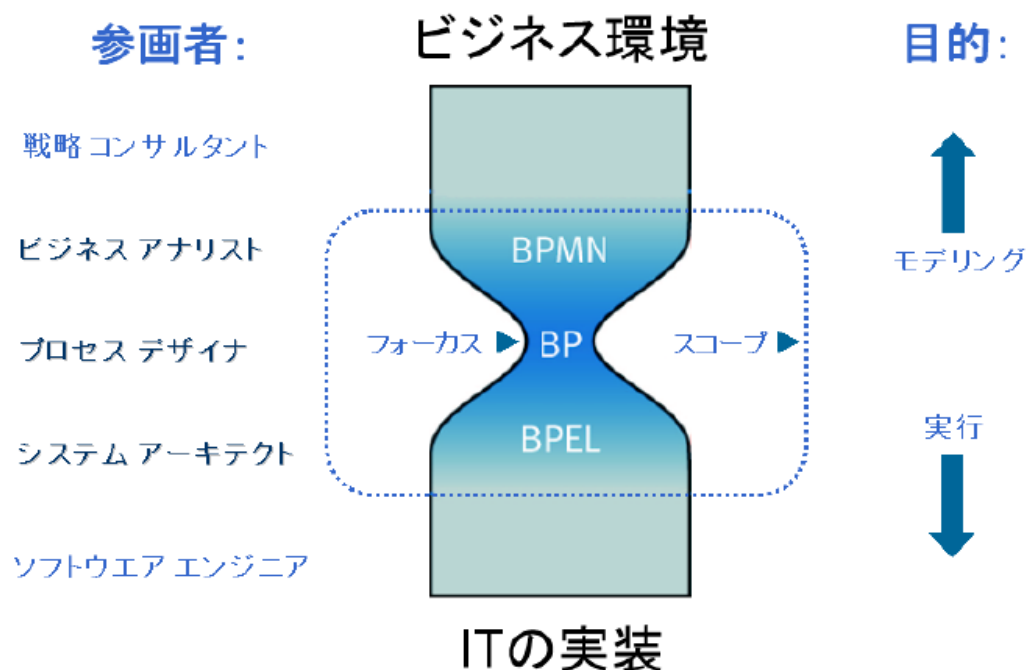 参画者:
ビジネス環境
目的:
戦略 コンサルタント
ビジネス アナリスト
BPMN
モデリング
プロセス デザイナ
フォーカス
BP
スコープ
システム アーキテクト
BPEL
実行
ソフトウエア エンジニア
ITの実装